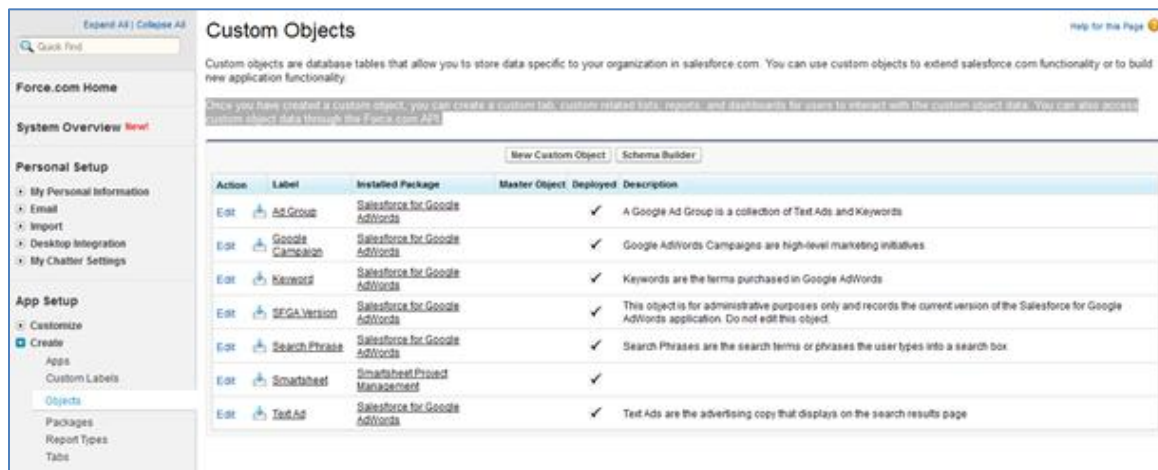 Expand All | Collapse All
Quick Find
Force.com Home
System Overview New!
Personal Setup
My Personal Information
Email
Import
Desktop Integration
My Chatter Settings
App Setup
Customize
Create
Apps
Custom Labels
Objects
Packages
Report Types
Tabs
Custom Objects
Help for this Page
Custom objects are database tables that allow you to store data specific to your organization in salesforce.com. You can use custom objects to extend salesforce.com functionality or to build
new application functionality.
Once you have created a custom object, you can create a custom tab, custom related lists, reports, and dashboards for users to interact with the custom object data. You can also access
custom object data through the Force.com API.
New Custom Object Schema Builder
Action Label Installed Package Master Object Deployed Description
Edit Ad Group Salesforce for Google
AdWords A Google Ad Group is a collection of Text Ads and Keywords
Edit Google
Campaign Salesforce for Google
AdWords Google AdWords Campaigns are high-level marketing initiatives
Edit Keyword Salesforce for Google
AdWords Keywords are the terms purchased in Google AdWords
Edit SFGA Version Salesforce for Google
AdWords This object is for administrative purposes only and records the current version of the Salesforce for Google
AdWords application. Do not edit this object.
Edit Search Phrase Salesforce for Google
AdWords Search Phrases are the search terms or phrases the user types into a search box
Edit Smartsheet Smartsheet Project
Management
Edit Text Ad Salesforce for Google
AdWords Text Ads are the advertising copy that displays on the search results page